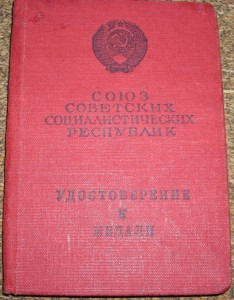 СОЮЗ
СОВЕТСКИХ
СОЦИАЛИСТИЧЕСКИХ
РЕСПУБЛИК
УДОСТОВЕРЕНИЕ
К
МЕДАЛИ